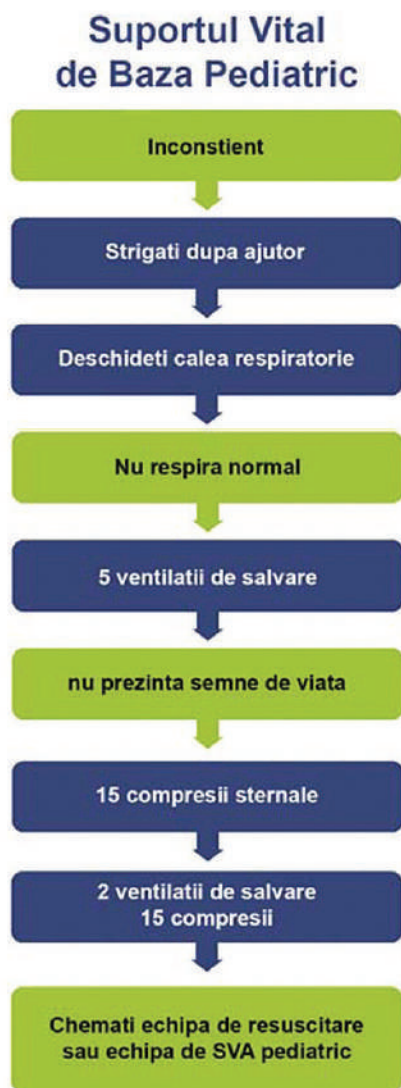 Suportul Vital
de Baza Pediatric
Inconstient
Strigati dupa ajutor
Deschideti calea respiratorie
Nu respira normal
5 ventilatii de salvare
nu prezinta semne de viata
15 compresii sternale
2 ventilatii de salvare
15 compresii
Chemati echipa de resuscitare
sau echipa de SVA pediatric